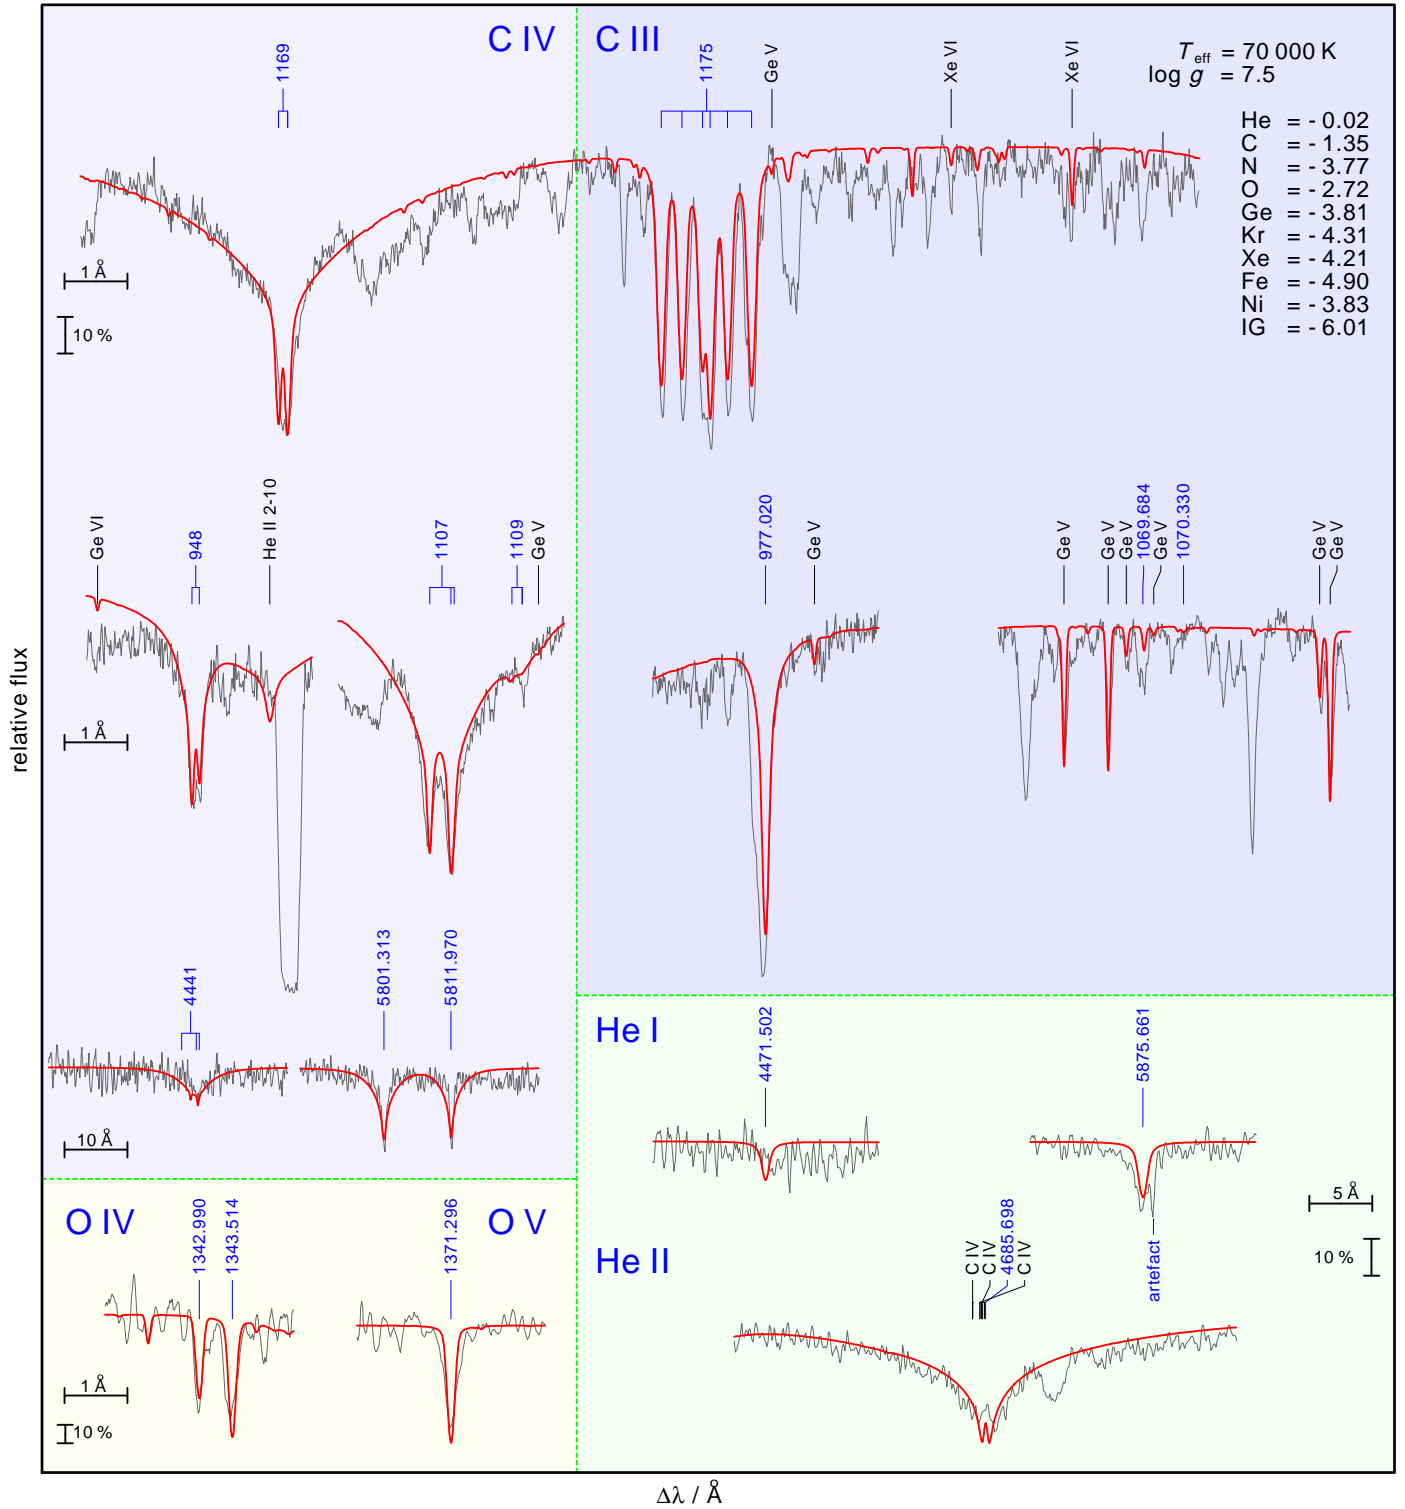 C IV
1169
1 Å
10 %
C III
1175
Ge V
Xe VI
Xe VI
T eff = 70 000 K
log g = 7.5
He = - 0.02
C = - 1.35
N = - 3.77
O = - 2.72
Ge = - 3.81
Kr = - 4.31
Xe = - 4.21
Fe = - 4.90
Ni = - 3.83
IG = - 6.01
Ge VI
948
He II 2-10
1107
1109
Ge V
1 Å
977.020
Ge V
Ge V
Ge V
Ge V
1069.684
Ge V
1070.330
Ge V
Ge V
relative flux
4441
5801.313
5811.970
10 Å
He I
4471.502
5875.661
artefact
5 Å
10 %
He II
C IV
C IV
4685.698
C IV
O IV
1342.990
1343.514
O V
1371.296
1 Å
10 %
Δλ / Å